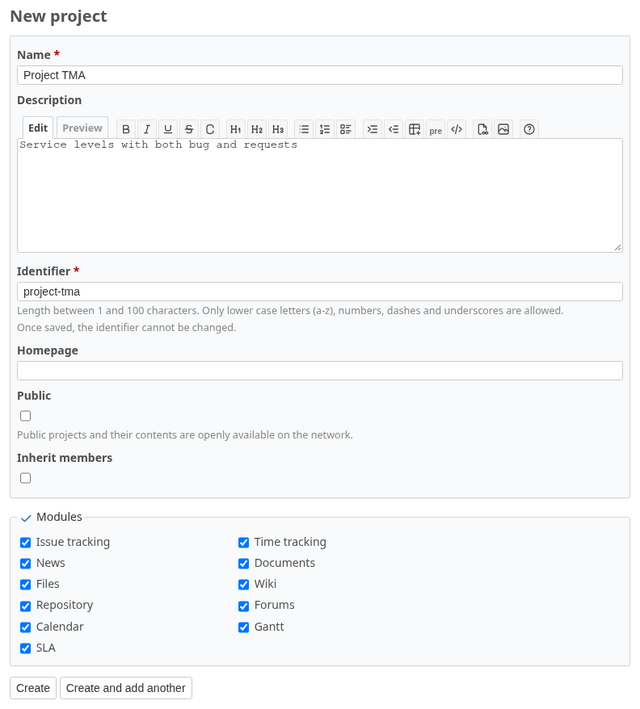 New project
Name *
Project TMA
Description
Edit Preview B I U S C H1 H2 H3 pre
Service levels with both bug and requests
Identifier *
project-tma
Length between 1 and 100 characters. Only lower case letters (a-z), numbers, dashes and underscores are allowed.
Once saved, the identifier cannot be changed.
Homepage
Public
Public projects and their contents are openly available on the network.
Inherit members
Modules
Issue tracking Time tracking
News Documents
Files Wiki
Repository Forums
Calendar Gantt
SLA
Create Create and add another